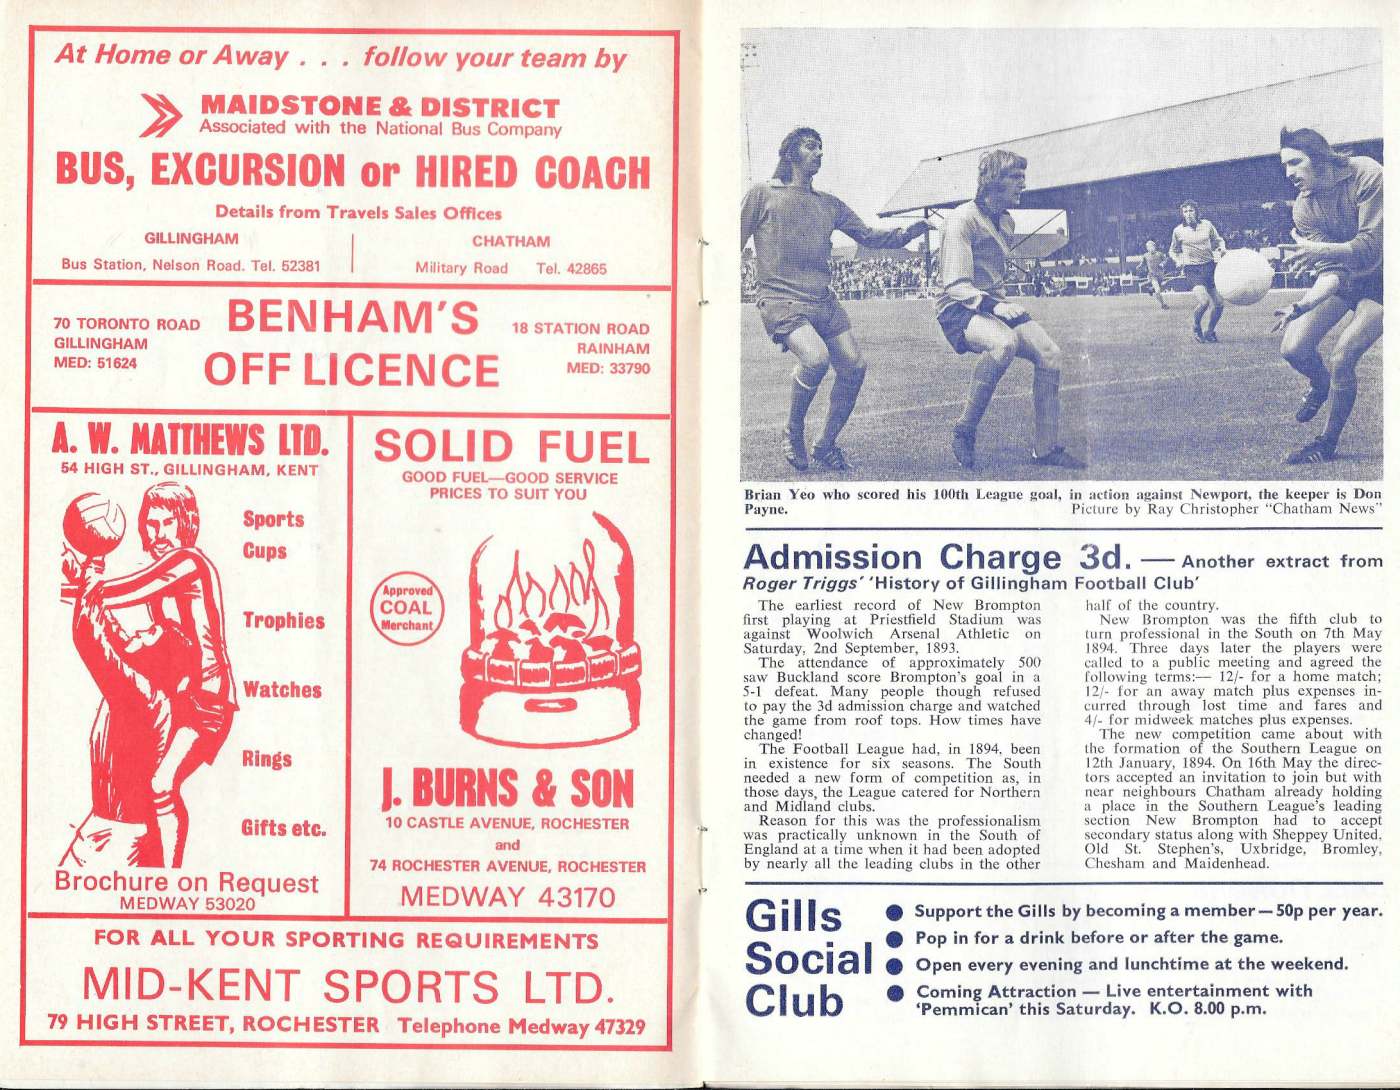 At Home or Away . . . follow your team by
MAIDSTONE & DISTRICT
Associated with the National Bus Company
BUS, EXCURSION or HIRED COACH
Details from Travels Sales Offices
GILLINGHAM
Bus Station, Nelson Road. Tel. 52381
CHATHAM
Military Road Tel. 42865
70 TORONTO ROAD
GILLINGHAM
MED: 51624
BENHAM'S
OFF LICENCE
18 STATION ROAD
RAINHAM
MED: 33790
A. W. MATTHEWS LTD.
54 HIGH ST., GILLINGHAM, KENT
Sports
Cups
Trophies
Watches
Rings
Gifts etc.
Brochure on Request
MEDWAY 53020
SOLID FUEL
GOOD FUEL—GOOD SERVICE
PRICES TO SUIT YOU
Approved
COAL
Merchant
J. BURNS & SON
10 CASTLE AVENUE, ROCHESTER
and
74 ROCHESTER AVENUE, ROCHESTER
MEDWAY 43170
FOR ALL YOUR SPORTING REQUIREMENTS
MID-KENT SPORTS LTD.
79 HIGH STREET, ROCHESTER Telephone Medway 47329
Brian Yeo who scored his 100th League goal, in action against Newport, the keeper is Don
Payne. Picture by Ray Christopher "Chatham News"
Admission Charge 3d. — Another extract from
Roger Triggs' 'History of Gillingham Football Club'
The earliest record of New Brompton
first playing at Priestfield Stadium was
against Woolwich Arsenal Athletic on
Saturday, 2nd September, 1893.
The attendance of approximately 500
saw Buckland score Brompton's goal in a
5-1 defeat. Many people though refused
to pay the 3d admission charge and watched
the game from roof tops. How times have
changed!
The Football League had, in 1894, been
in existence for six seasons. The South
needed a new form of competition as, in
those days, the League catered for Northern
and Midland clubs.
Reason for this was the professionalism
was practically unknown in the South of
England at a time when it had been adopted
by nearly all the leading clubs in the other
half of the country.
New Brompton was the fifth club to
turn professional in the South on 7th May
1894. Three days later the players were
called to a public meeting and agreed the
following terms:— 12/- for a home match;
12/- for an away match plus expenses in-
curred through lost time and fares and
4/- for midweek matches plus expenses.
The new competition came about with
the formation of the Southern League on
12th January, 1894. On 16th May the direc-
tors accepted an invitation to join but with
near neighbours Chatham already holding
a place in the Southern League's leading
section New Brompton had to accept
secondary status along with Sheppey United,
Old St. Stephen's, Uxbridge, Bromley,
Chesham and Maidenhead.
Gills
Social
Club
● Support the Gills by becoming a member—50p per year.
● Pop in for a drink before or after the game.
● Open every evening and lunchtime at the weekend.
● Coming Attraction — Live entertainment with
'Pemmican' this Saturday. K.O. 8.00 p.m.